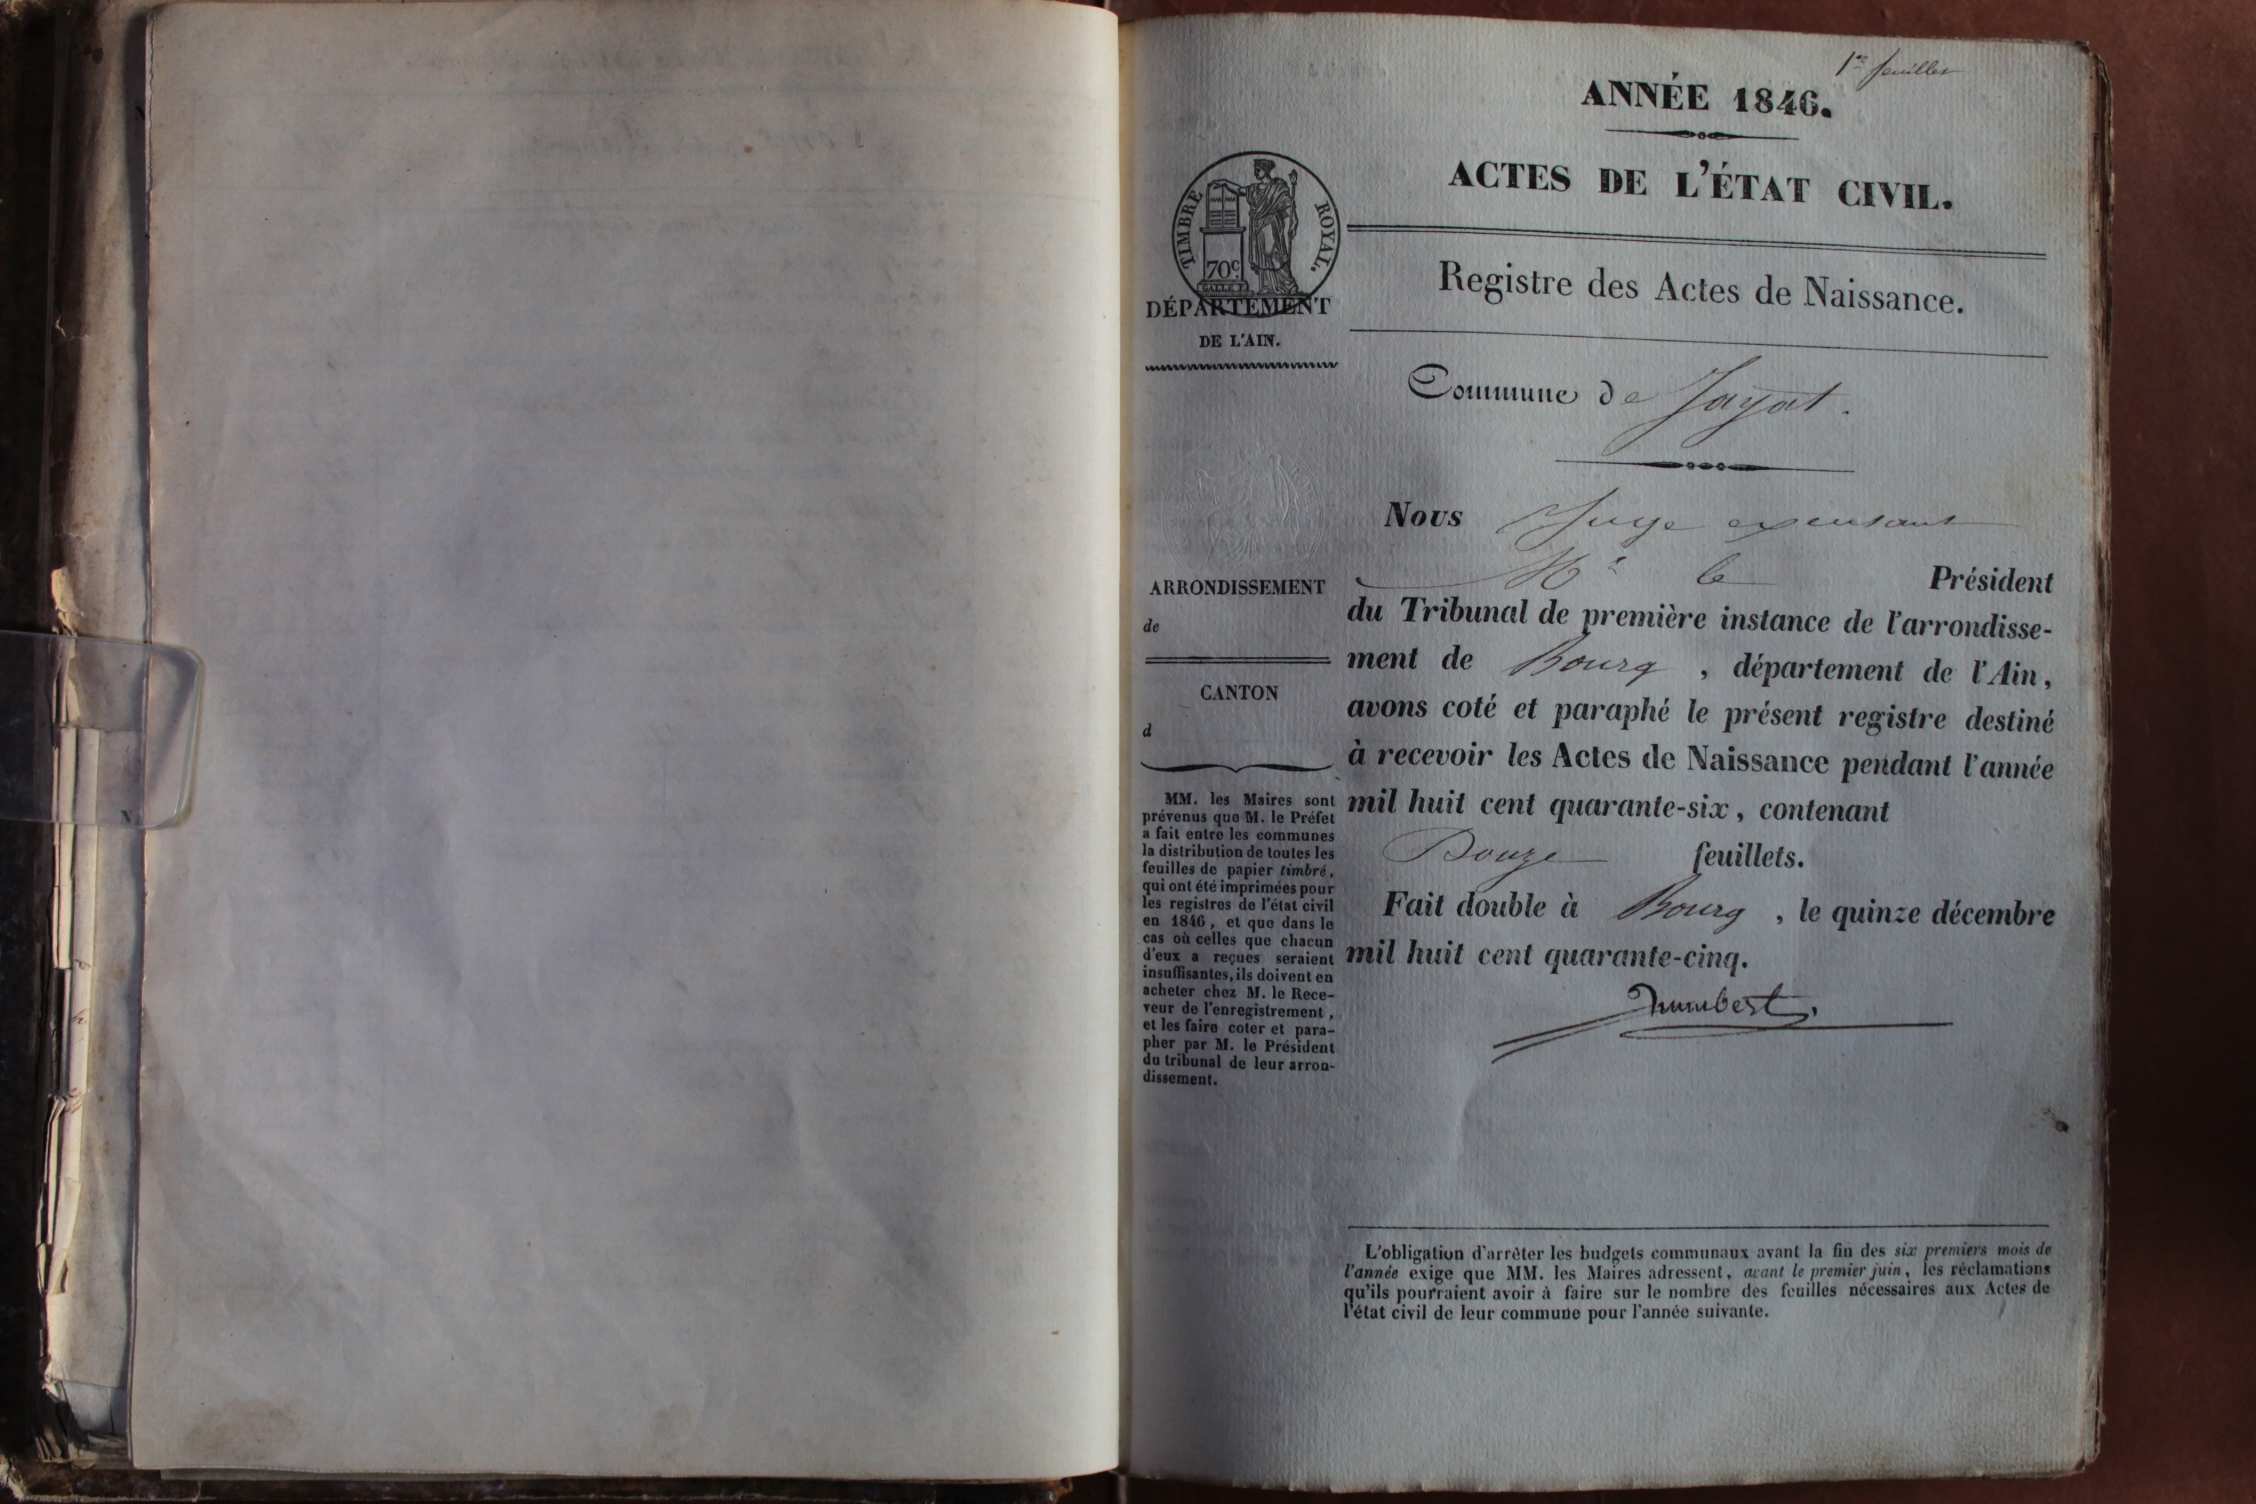 1er feuillet
ANNÉE 1846.
ACTES DE L'ÉTAT CIVIL.
TIMBRE ROYAL.
70c
DÉPARTEMENT
DE L'AIN.
Registre des Actes de Naissance.
Commune de Jayat.
Nous Juge excusant
Mr le Président
du Tribunal de première instance de l'arrondisse-
ment de Bourg, département de l'Ain,
avons coté et paraphé le présent registre destiné
à recevoir les Actes de Naissance pendant l'année
mil huit cent quarante-six, contenant
Douze feuillets.
Fait double à Bourg, le quinze décembre
mil huit cent quarante-cinq.
ARRONDISSEMENT
de
CANTON
d
MM. les Maires sont
prévenus que M. le Préfet
a fait entre les communes
la distribution de toutes les
feuilles de papier timbré,
qui ont été imprimées pour
les registres de l'état civil
en 1846, et que dans le
cas où celles que chacun
d'eux a reçues seraient
insuffisantes, ils doivent en
acheter chez M. le Rece-
veur de l'enregistrement,
et les faire coter et para-
pher par M. le Président
du tribunal de leur arron-
dissement.
L'obligation d'arrêter les budgets communaux avant la fin des six premiers mois de
l'année exige que MM. les Maires adressent, avant le premier juin, les réclamations
qu'ils pourraient avoir à faire sur le nombre des feuilles nécessaires aux Actes de
l'état civil de leur commune pour l'année suivante.